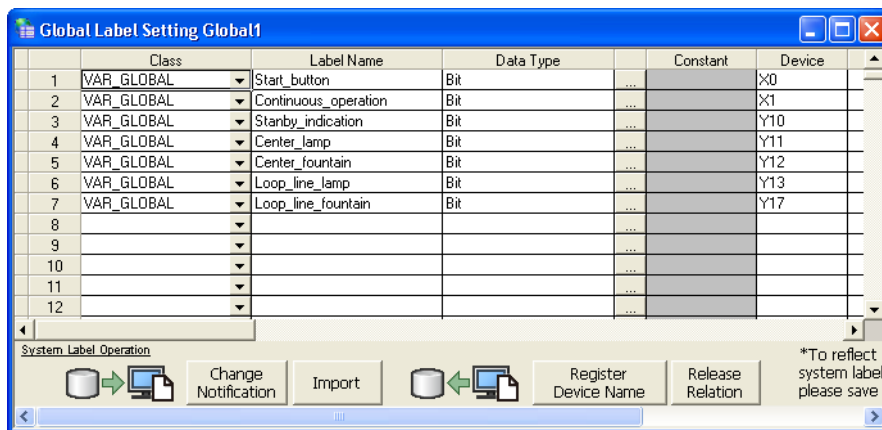 Global Label Setting Global1
Class Label Name Data Type Constant Device
1 VAR_GLOBAL Start_button Bit ... X0
2 VAR_GLOBAL Continuous_operation Bit ... X1
3 VAR_GLOBAL Stanby_indication Bit ... Y10
4 VAR_GLOBAL Center_lamp Bit ... Y11
5 VAR_GLOBAL Center_fountain Bit ... Y12
6 VAR_GLOBAL Loop_line_lamp Bit ... Y13
7 VAR_GLOBAL Loop_line_fountain Bit ... Y17
8 ...
9 ...
10 ...
11 ...
12 ...
System Label Operation
Change Notification
Import
Register Device Name
Release Relation
*To reflect
system label
please save